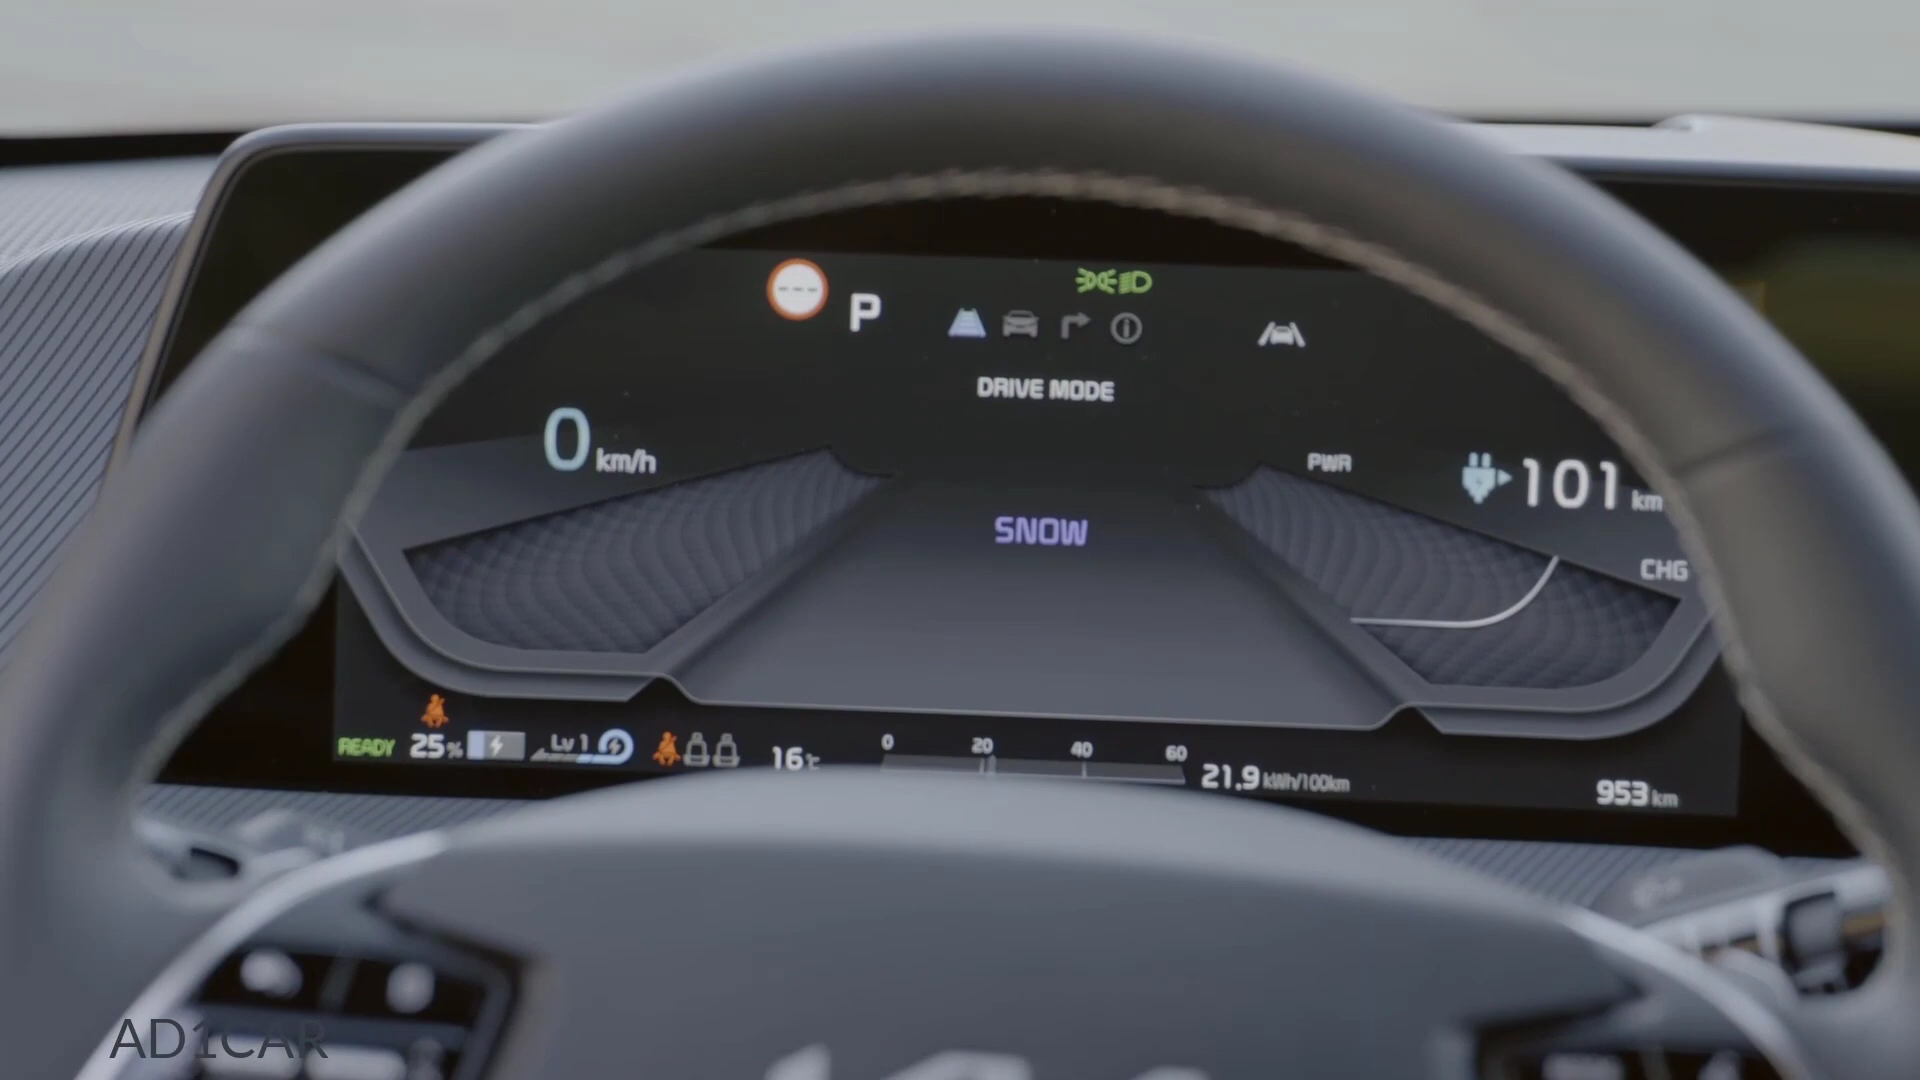 P
DRIVE MODE
0 km/h
PWR
101 km
SNOW
CHG
READY 25% Lv 1 16°C
0 20 40 60
21.9 kWh/100km
953 km
AD1CAR